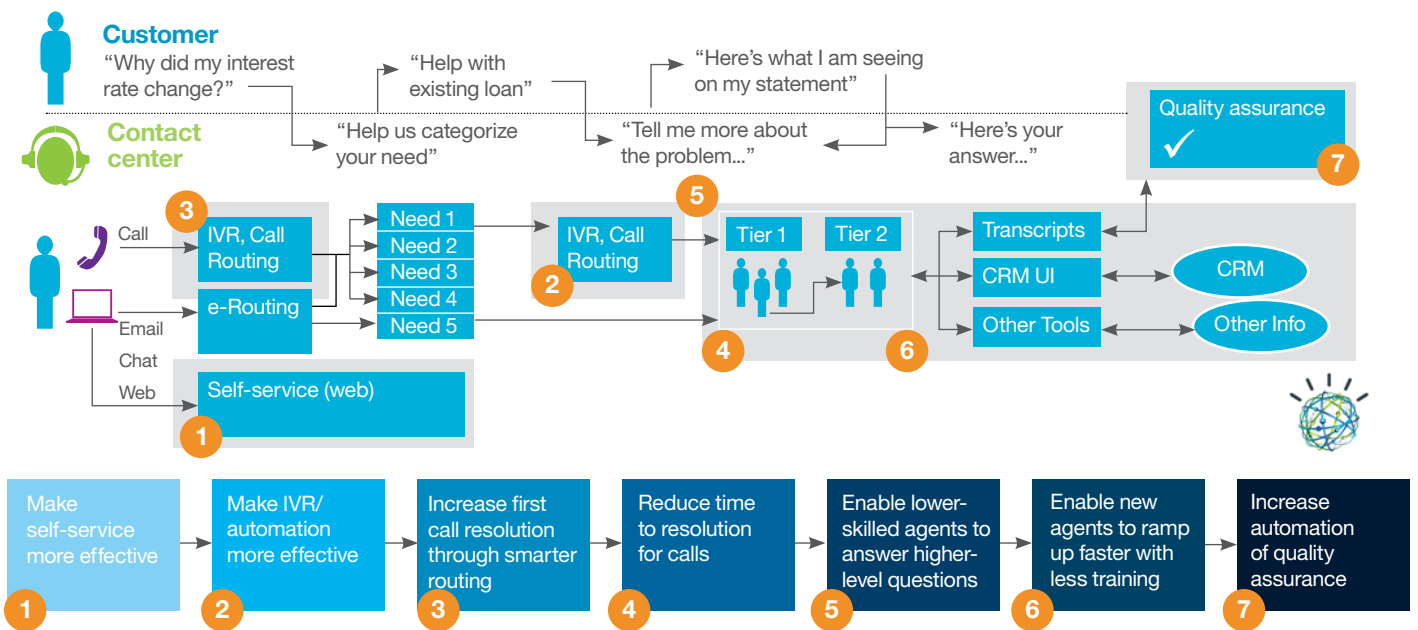 Customer
“Why did my interest
rate change?”
“Help with
existing loan”
“Here’s what I am seeing
on my statement”
Contact
center
“Help us categorize
your need”
“Tell me more about
the problem...”
“Here’s your
answer...”
Quality assurance
7
3
5
Call
IVR, Call
Routing
Need 1
Need 2
Need 3
Need 4
Need 5
IVR, Call
Routing
2
Tier 1
Tier 2
Transcripts
CRM UI
CRM
Other Tools
Other Info
e-Routing
Email
Chat
Web
4
6
Self-service (web)
1
Make
self-service
more effective
1
Make IVR/
automation
more effective
2
Increase first
call resolution
through smarter
routing
3
Reduce time
to resolution
for calls
4
Enable lower-
skilled agents to
answer higher-
level questions
5
Enable new
agents to ramp
up faster with
less training
6
Increase
automation
of quality
assurance
7